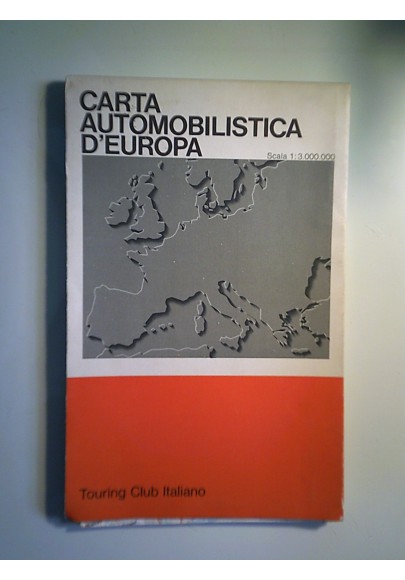 CARTA
AUTOMOBILISTICA
D'EUROPA
Scala 1:3 000.000
Touring Club Italiano